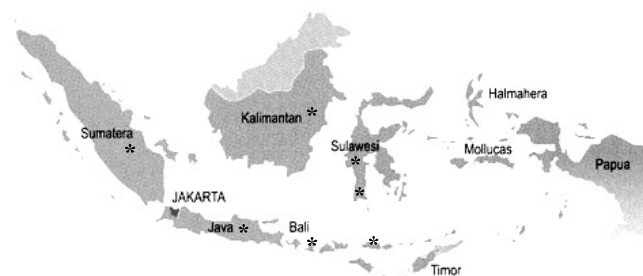 Halmahera
Kalimantan
Sumatera
Sulawesi
Mollucas
Papua
JAKARTA
Java
Bali
Timor